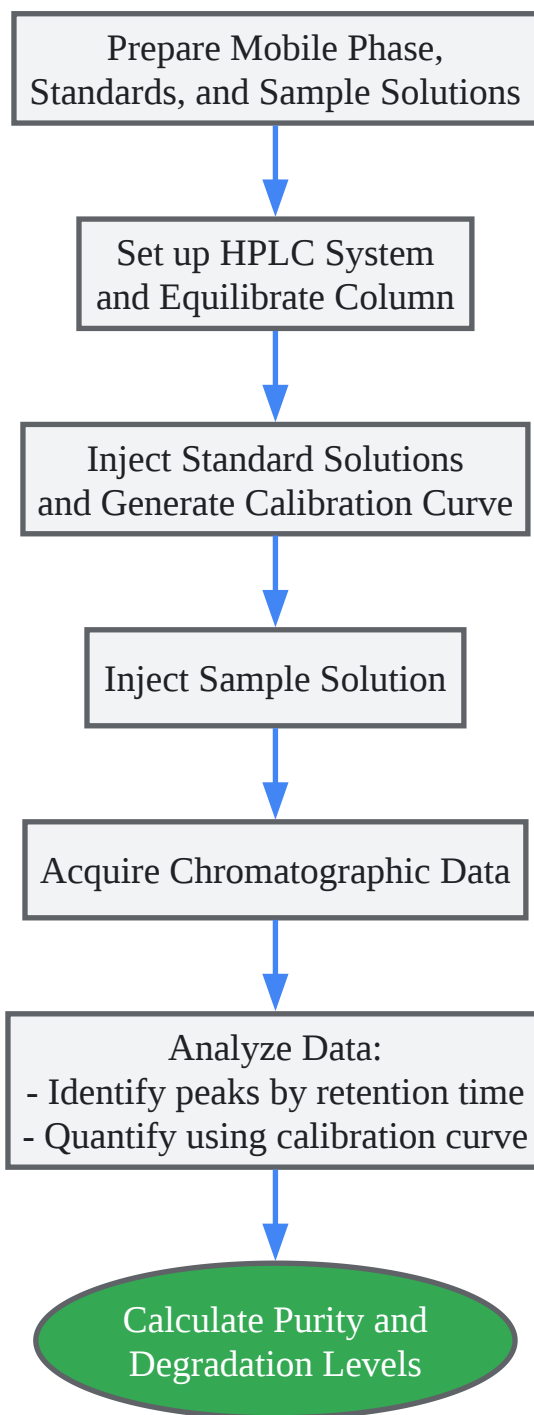 Prepare Mobile Phase,
Standards, and Sample Solutions
Set up HPLC System
and Equilibrate Column
Inject Standard Solutions
and Generate Calibration Curve
Inject Sample Solution
Acquire Chromatographic Data
Analyze Data:
- Identify peaks by retention time
- Quantify using calibration curve
Calculate Purity and
Degradation Levels